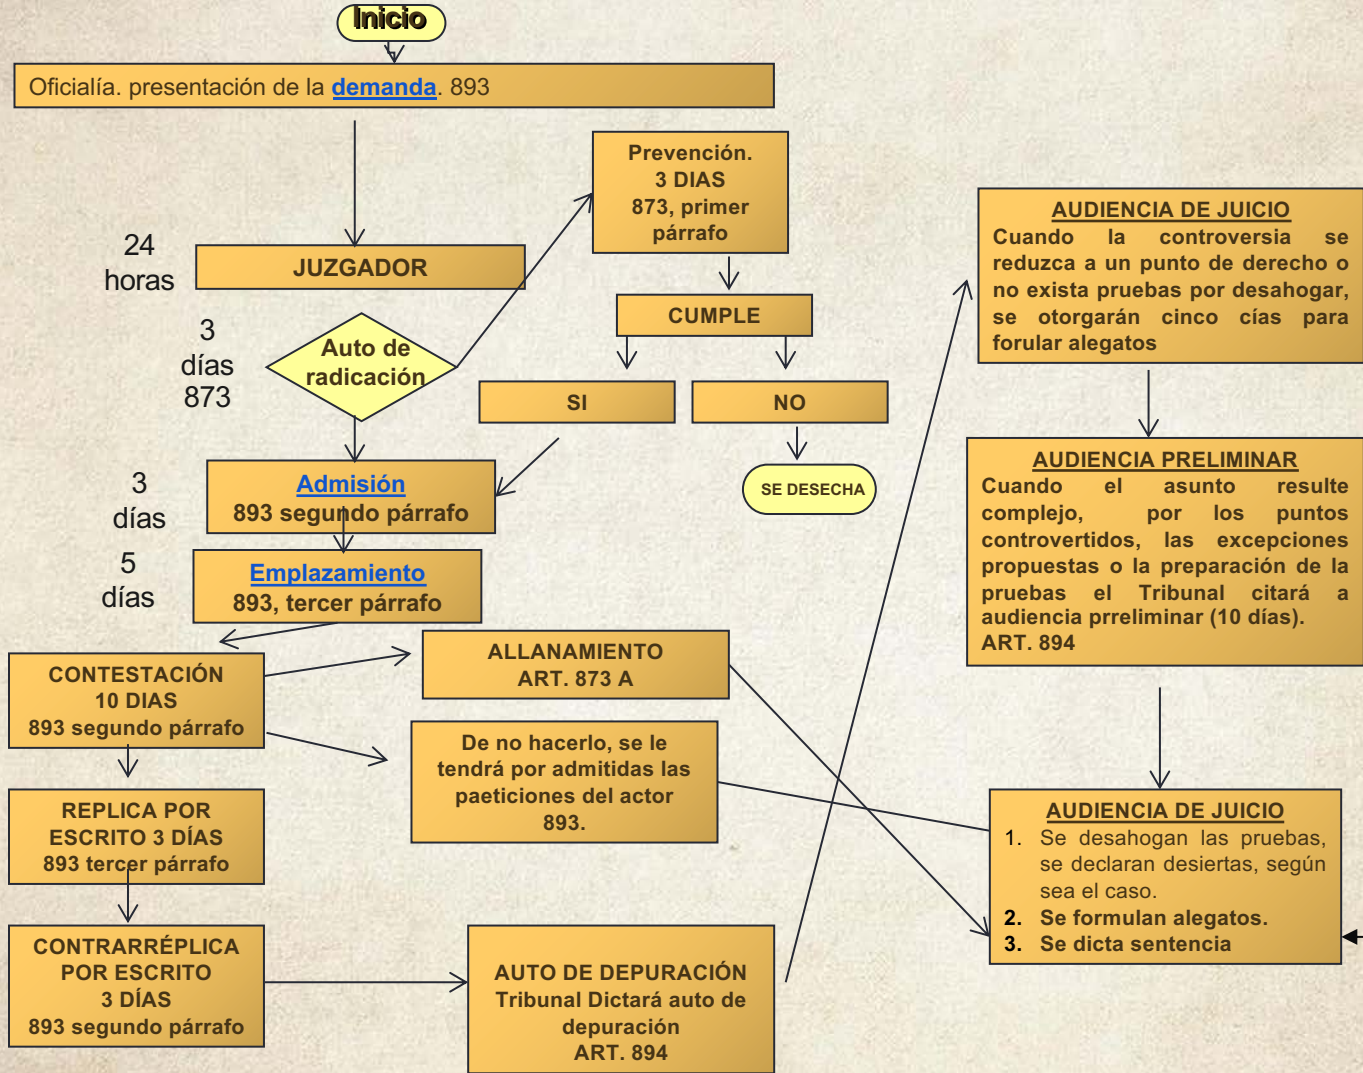 Inicio
Oficialía. presentación de la demanda. 893
24
horas
JUZGADOR
3
días
873
Auto de
radicación
Prevención.
3 DIAS
873, primer
párrafo
CUMPLE
SI
NO
SE DESECHA
3
días
Admisión
893 segundo párrafo
5
días
Emplazamiento
893, tercer párrafo
CONTESTACIÓN
10 DIAS
893 segundo párrafo
ALLANAMIENTO
ART. 873 A
De no hacerlo, se le
tendrá por admitidas las
paeticiones del actor
893.
REPLICA POR
ESCRITO 3 DÍAS
893 tercer párrafo
CONTRARRÉPLICA
POR ESCRITO
3 DÍAS
893 segundo párrafo
AUTO DE DEPURACIÓN
Tribunal Dictará auto de
depuración
ART. 894
AUDIENCIA DE JUICIO
Cuando la controversia se
reduzca a un punto de derecho o
no exista pruebas por desahogar,
se otorgarán cinco cías para
forular alegatos
AUDIENCIA PRELIMINAR
Cuando el asunto resulte
complejo, por los puntos
controvertidos, las excepciones
propuestas o la preparación de la
pruebas el Tribunal citará a
audiencia prreliminar (10 días).
ART. 894
AUDIENCIA DE JUICIO
1. Se desahogan las pruebas,
se declaran desiertas, según
sea el caso.
2. Se formulan alegatos.
3. Se dicta sentencia